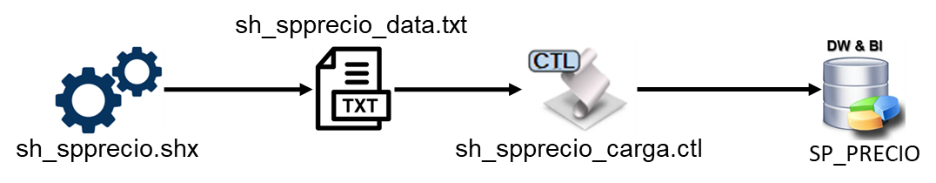 sh_spprecio_data.txt
DW & BI
CTL
TXT
sh_spprecio.shx
sh_spprecio_carga.ctl
SP_PRECIO